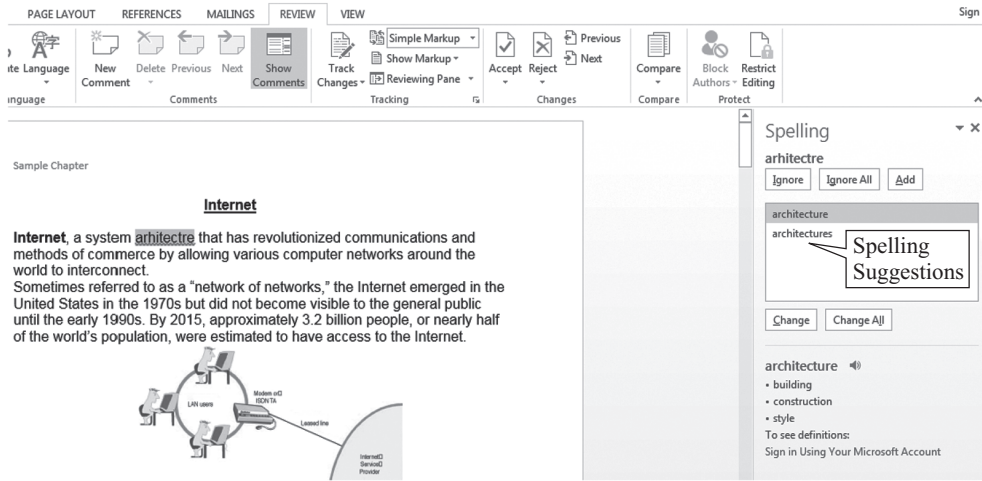 PAGE LAYOUT REFERENCES MAILINGS REVIEW VIEW Sign
Language
New Comment
Delete
Previous
Next
Show Comments
Comments
Track Changes
Simple Markup
Show Markup
Reviewing Pane
Tracking
Accept
Reject
Previous
Next
Changes
Compare
Compare
Block Authors
Restrict Editing
Protect
Sample Chapter
Internet
Internet, a system arhitectre that has revolutionized communications and
methods of commerce by allowing various computer networks around the
world to interconnect.
Sometimes referred to as a “network of networks,” the Internet emerged in the
United States in the 1970s but did not become visible to the general public
until the early 1990s. By 2015, approximately 3.2 billion people, or nearly half
of the world’s population, were estimated to have access to the Internet.
LAN users
Modem
ISDN TA
Leased line
Internet
Service
Provider
Spelling
arhitectre
Ignore Ignore All Add
architecture
architectures
Spelling
Suggestions
Change Change All
architecture
• building
• construction
• style
To see definitions:
Sign in Using Your Microsoft Account